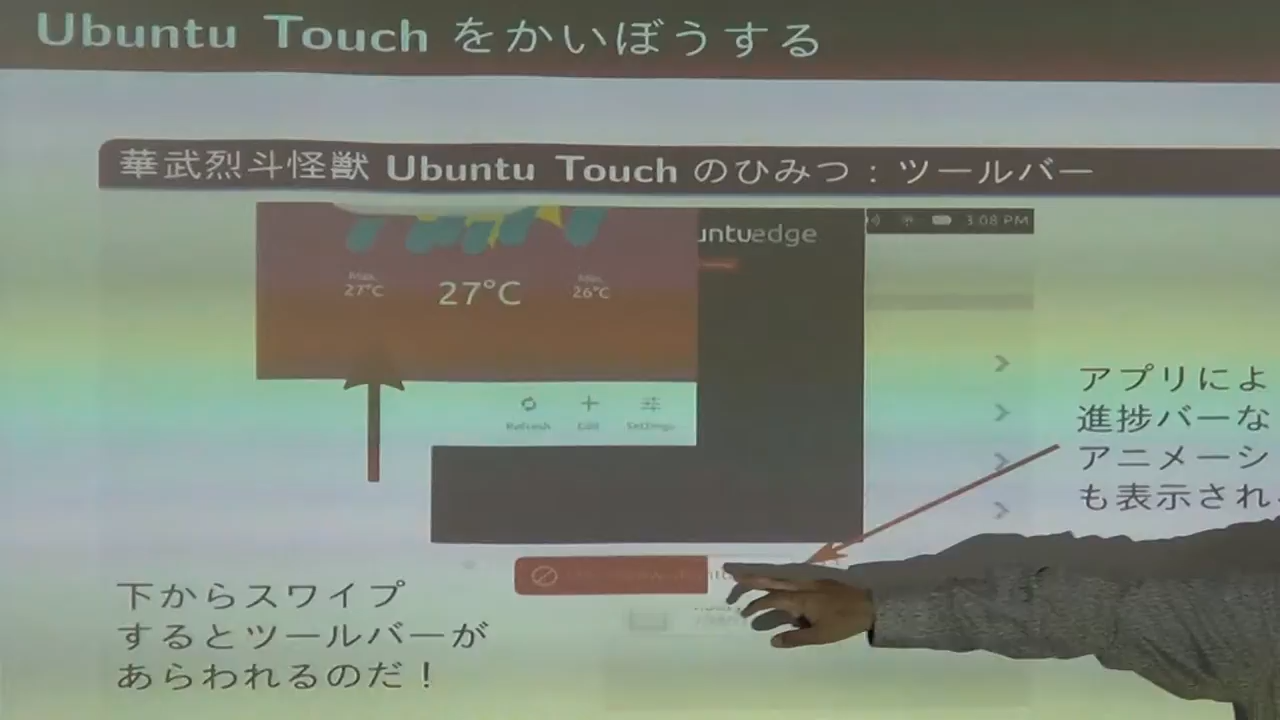 Ubuntu Touch をかいぼうする
華武烈斗怪獣 Ubuntu Touch のひみつ：ツールバー
untuedge
3:08 PM
Max.
27°C
27°C
Min.
26°C
Refresh
Edit
Settings
アプリによ
進捗バーな
アニメーシ
も表示され
下からスワイプ
するとツールバーが
あらわれるのだ！